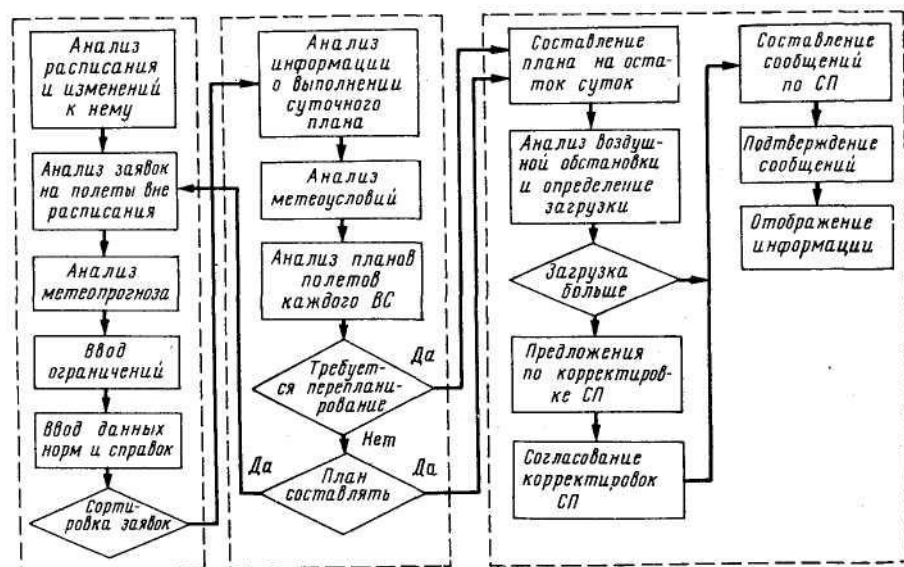 Анализ
расписания
и изменений
к нему
Анализ заявок
на полеты вне
расписания
Анализ
метеопрогноза
Ввод
ограничений
Ввод данных
норм и справок
Сорти-
ровка заявок
Анализ
информации
о выполнении
суточного
плана
Анализ
метеоусловий
Анализ планов
полетов
каждого ВС
Да
Требует-
ся переплани-
рование
Нет
Да
Да
План
составлять
Составление
плана на оста-
ток суток
Анализ воздуш-
ной обстановки
и определение
загрузки
Загрузка
больше
Предложения
по корректиров-
ке СП
Согласование
корректировок
СП
Составление
сообщений
по СП
Подтверждение
сообщений
Отображение
информации